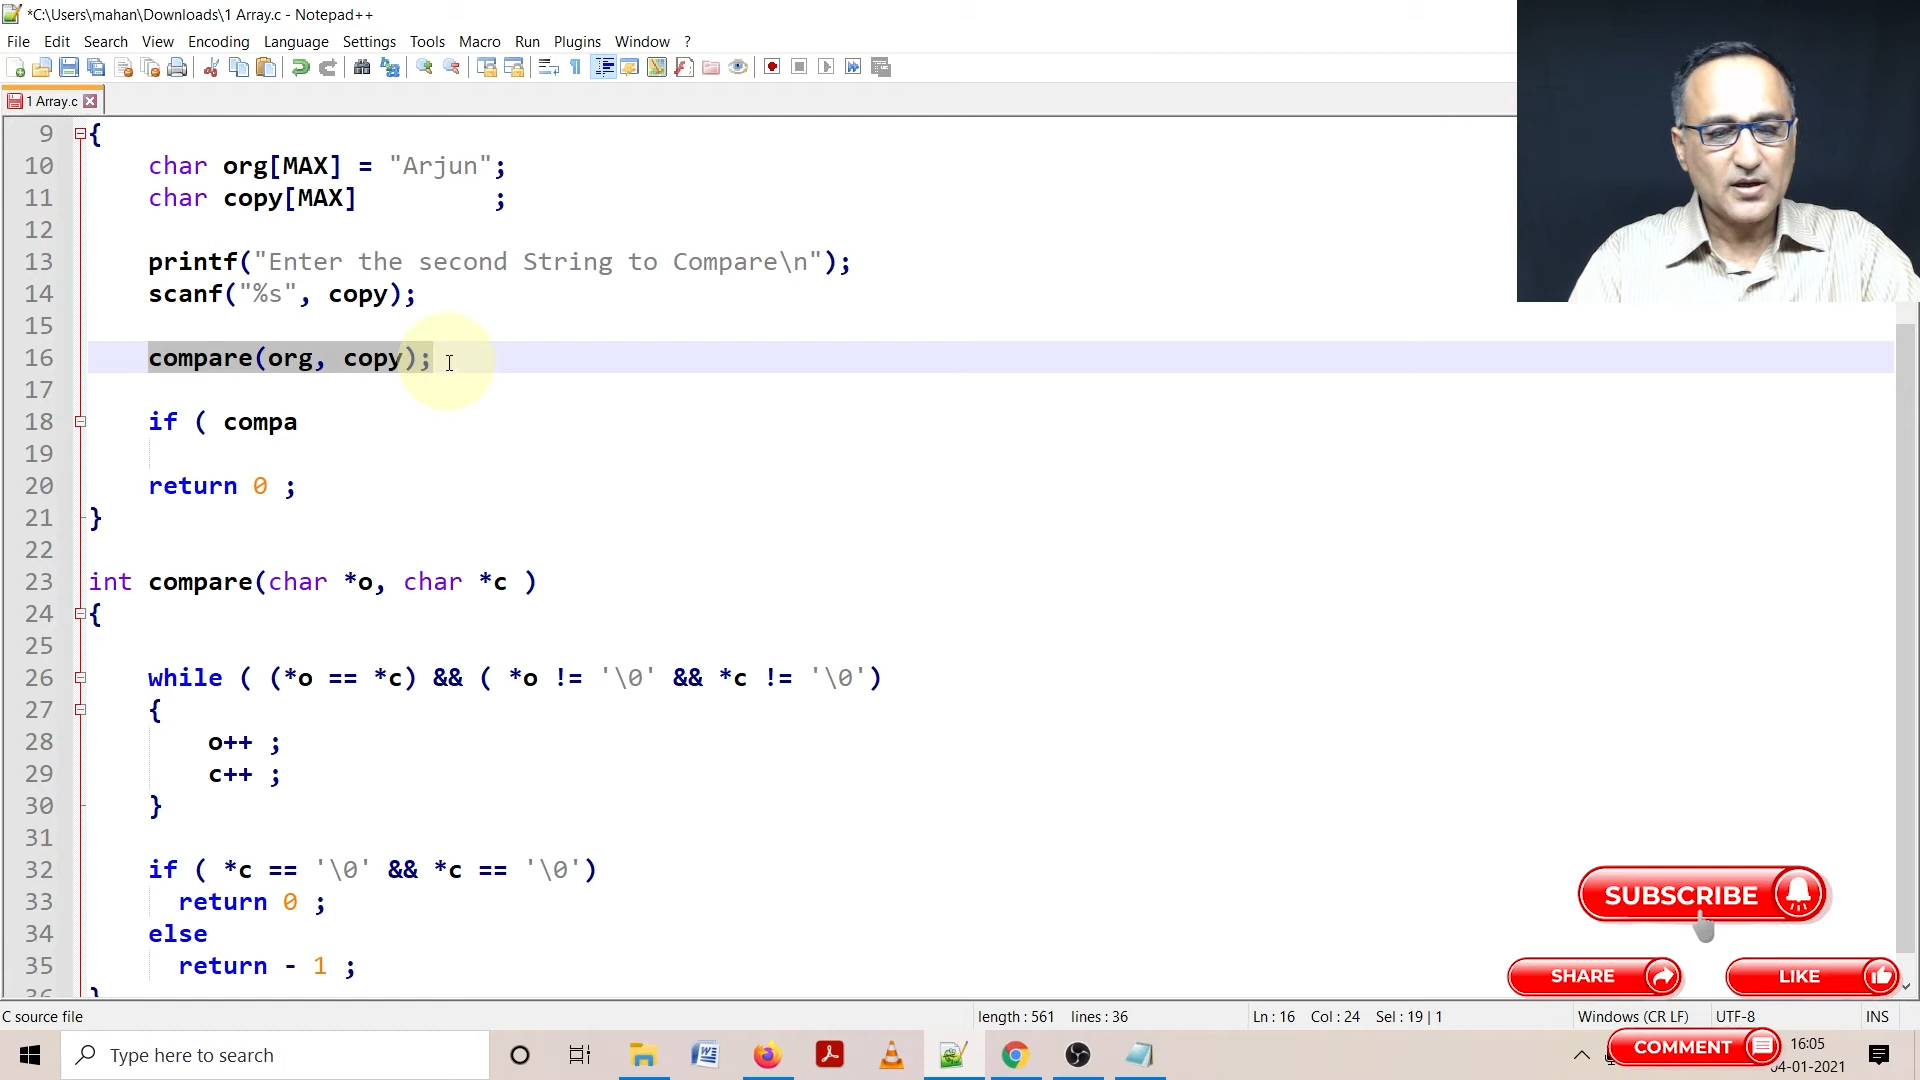 *C:\Users\mahan\Downloads\1 Array.c - Notepad++
File Edit Search View Encoding Language Settings Tools Macro Run Plugins Window ?
1 Array.c
9 {
10 char org[MAX] = "Arjun";
11 char copy[MAX] ;
12
13 printf("Enter the second String to Compare\n");
14 scanf("%s", copy);
15
16 compare(org, copy);
17
18 if ( compa
19
20 return 0 ;
21 }
22
23 int compare(char *o, char *c )
24 {
25
26 while ( (*o == *c) && ( *o != '\0' && *c != '\0')
27 {
28 o++ ;
29 c++ ;
30 }
31
32 if ( *c == '\0' && *c == '\0')
33 return 0 ;
34 else
35 return - 1 ;
36 }
SUBSCRIBE
SHARE LIKE
C source file length : 561 lines : 36 Ln : 16 Col : 24 Sel : 19 | 1 Windows (CR LF) UTF-8 INS
Type here to search
COMMENT
16:05
04-01-2021